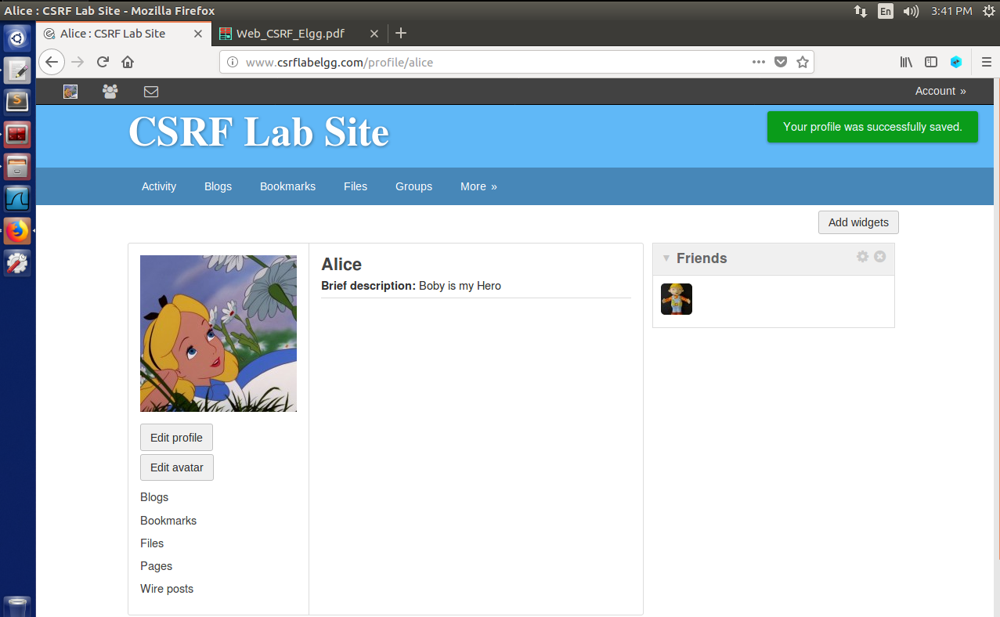 Alice : CSRF Lab Site - Mozilla Firefox
En
3:41 PM
Alice : CSRF Lab Site
Web_CSRF_Elgg.pdf
www.csrflabelgg.com/profile/alice
Account »
CSRF Lab Site
Your profile was successfully saved.
Activity
Blogs
Bookmarks
Files
Groups
More »
Add widgets
Alice
Brief description: Boby is my Hero
Friends
Edit profile
Edit avatar
Blogs
Bookmarks
Files
Pages
Wire posts